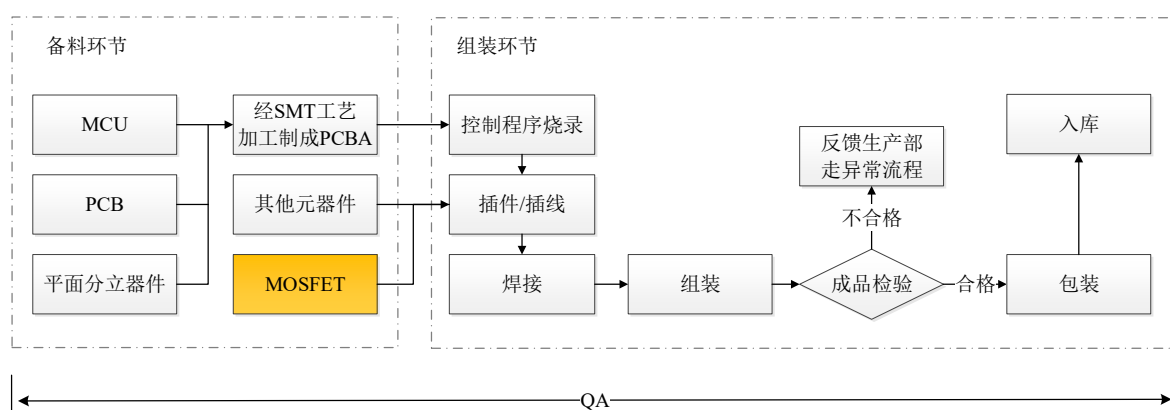 备料环节
组装环节
MCU
经SMT工艺
加工制成PCBA
控制程序烧录
入库
反馈生产部
走异常流程
PCB
其他元器件
插件/插线
不合格
平面分立器件
MOSFET
焊接
组装
成品检验
合格
包装
QA